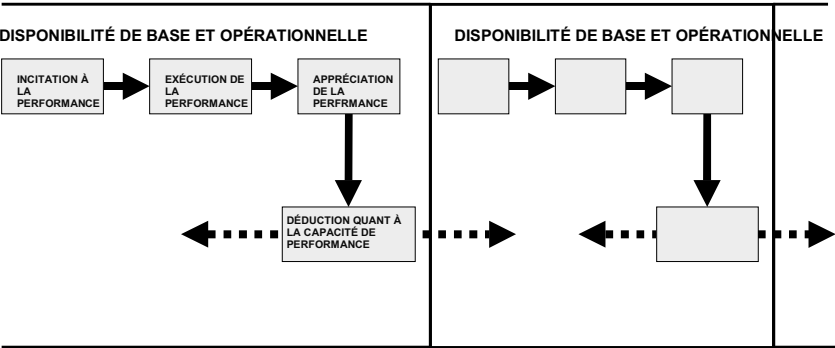 DISPONIBILITÉ DE BASE ET OPÉRATIONNELLE
INCITATION À
LA
PERFORMANCE
EXÉCUTION DE
LA
PERFORMANCE
APPRÉCIATION
DE LA
PERFRMANCE
DÉDUCTION QUANT À
LA CAPACITÉ DE
PERFORMANCE
DISPONIBILITÉ DE BASE ET OPÉRATIONNELLE